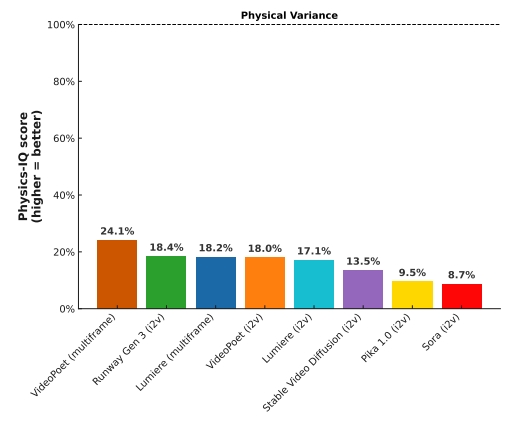 Physical Variance
100%
80%
60%
40%
20%
0%
Physics-IQ score
(higher = better)
24.1%
18.4%
18.2%
18.0%
17.1%
13.5%
9.5%
8.7%
VideoPoet (multiframe)
Runway Gen 3 (i2v)
Lumiere (multiframe)
VideoPoet (i2v)
Lumiere (i2v)
Stable Video Diffusion (i2v)
Pika 1.0 (i2v)
Sora (i2v)